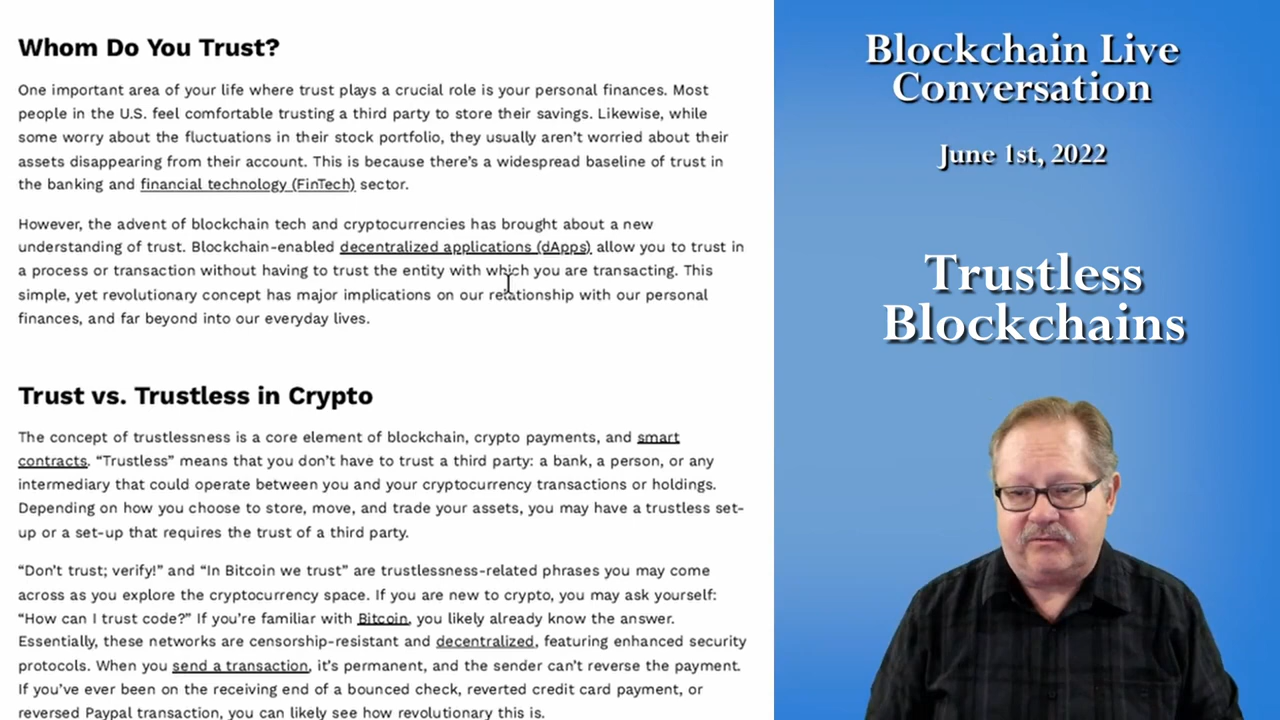 Whom Do You Trust?
One important area of your life where trust plays a crucial role is your personal finances. Most
people in the U.S. feel comfortable trusting a third party to store their savings. Likewise, while
some worry about the fluctuations in their stock portfolio, they usually aren’t worried about their
assets disappearing from their account. This is because there’s a widespread baseline of trust in
the banking and financial technology (FinTech) sector.
However, the advent of blockchain tech and cryptocurrencies has brought about a new
understanding of trust. Blockchain-enabled decentralized applications (dApps) allow you to trust in
a process or transaction without having to trust the entity with which you are transacting. This
simple, yet revolutionary concept has major implications on our relationship with our personal
finances, and far beyond into our everyday lives.
Trust vs. Trustless in Crypto
The concept of trustlessness is a core element of blockchain, crypto payments, and smart
contracts. “Trustless” means that you don’t have to trust a third party: a bank, a person, or any
intermediary that could operate between you and your cryptocurrency transactions or holdings.
Depending on how you choose to store, move, and trade your assets, you may have a trustless set-
up or a set-up that requires the trust of a third party.
“Don’t trust; verify!” and “In Bitcoin we trust” are trustlessness-related phrases you may come
across as you explore the cryptocurrency space. If you are new to crypto, you may ask yourself:
“How can I trust code?” If you’re familiar with Bitcoin, you likely already know the answer.
Essentially, these networks are censorship-resistant and decentralized, featuring enhanced security
protocols. When you send a transaction, it’s permanent, and the sender can’t reverse the payment.
If you’ve ever been on the receiving end of a bounced check, reverted credit card payment, or
reversed Paypal transaction, you can likely see how revolutionary this is.
Blockchain Live
Conversation
June 1st, 2022
Trustless
Blockchains